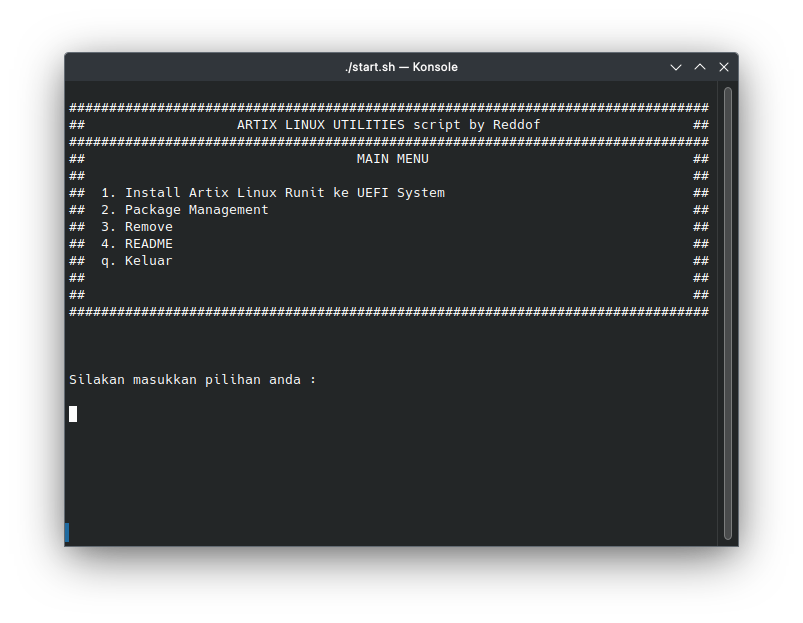 ./start.sh — Konsole
################################################################################
##                   ARTIX LINUX UTILITIES script by Reddof                   ##
################################################################################
##                                  MAIN MENU                                 ##
##                                                                            ##
##  1. Install Artix Linux Runit ke UEFI System                               ##
##  2. Package Management                                                     ##
##  3. Remove                                                                 ##
##  4. README                                                                 ##
##  q. Keluar                                                                 ##
##                                                                            ##
##                                                                            ##
################################################################################
Silakan masukkan pilihan anda :